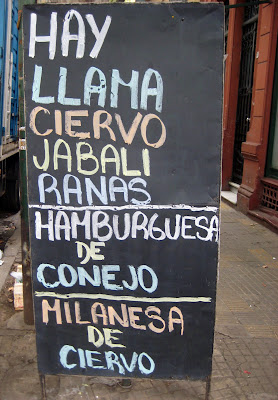 HAY
LLAMA
CIERVO
JABALI
RANAS
HAMBURGUESA
DE
CONEJO
MILANESA
DE
CIERVO